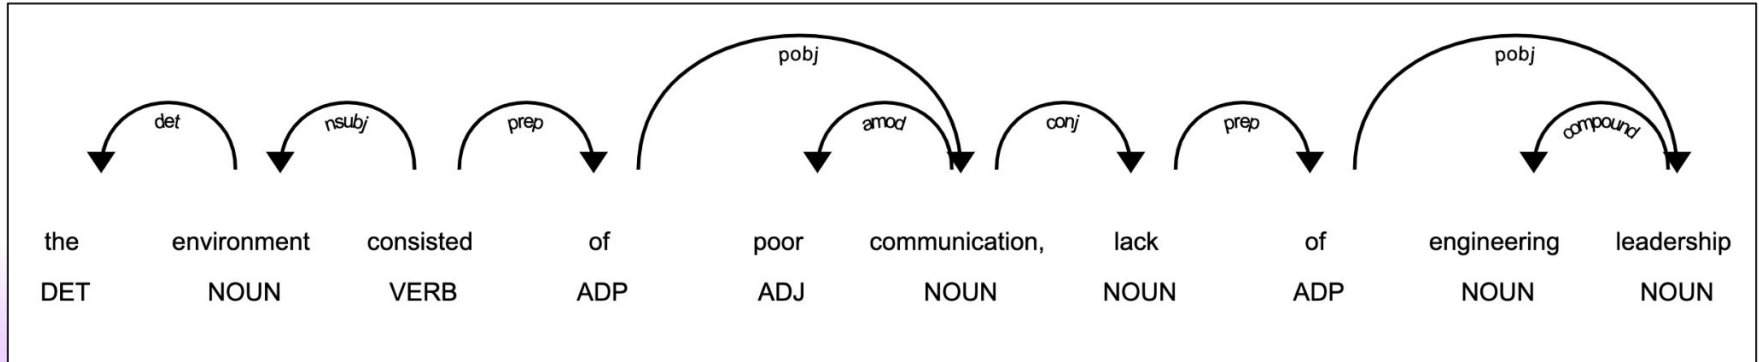 pobj pobj
det nsubj prep amod conj prep compound
the environment consisted of poor communication, lack of engineering leadership
DET NOUN VERB ADP ADJ NOUN NOUN ADP NOUN NOUN